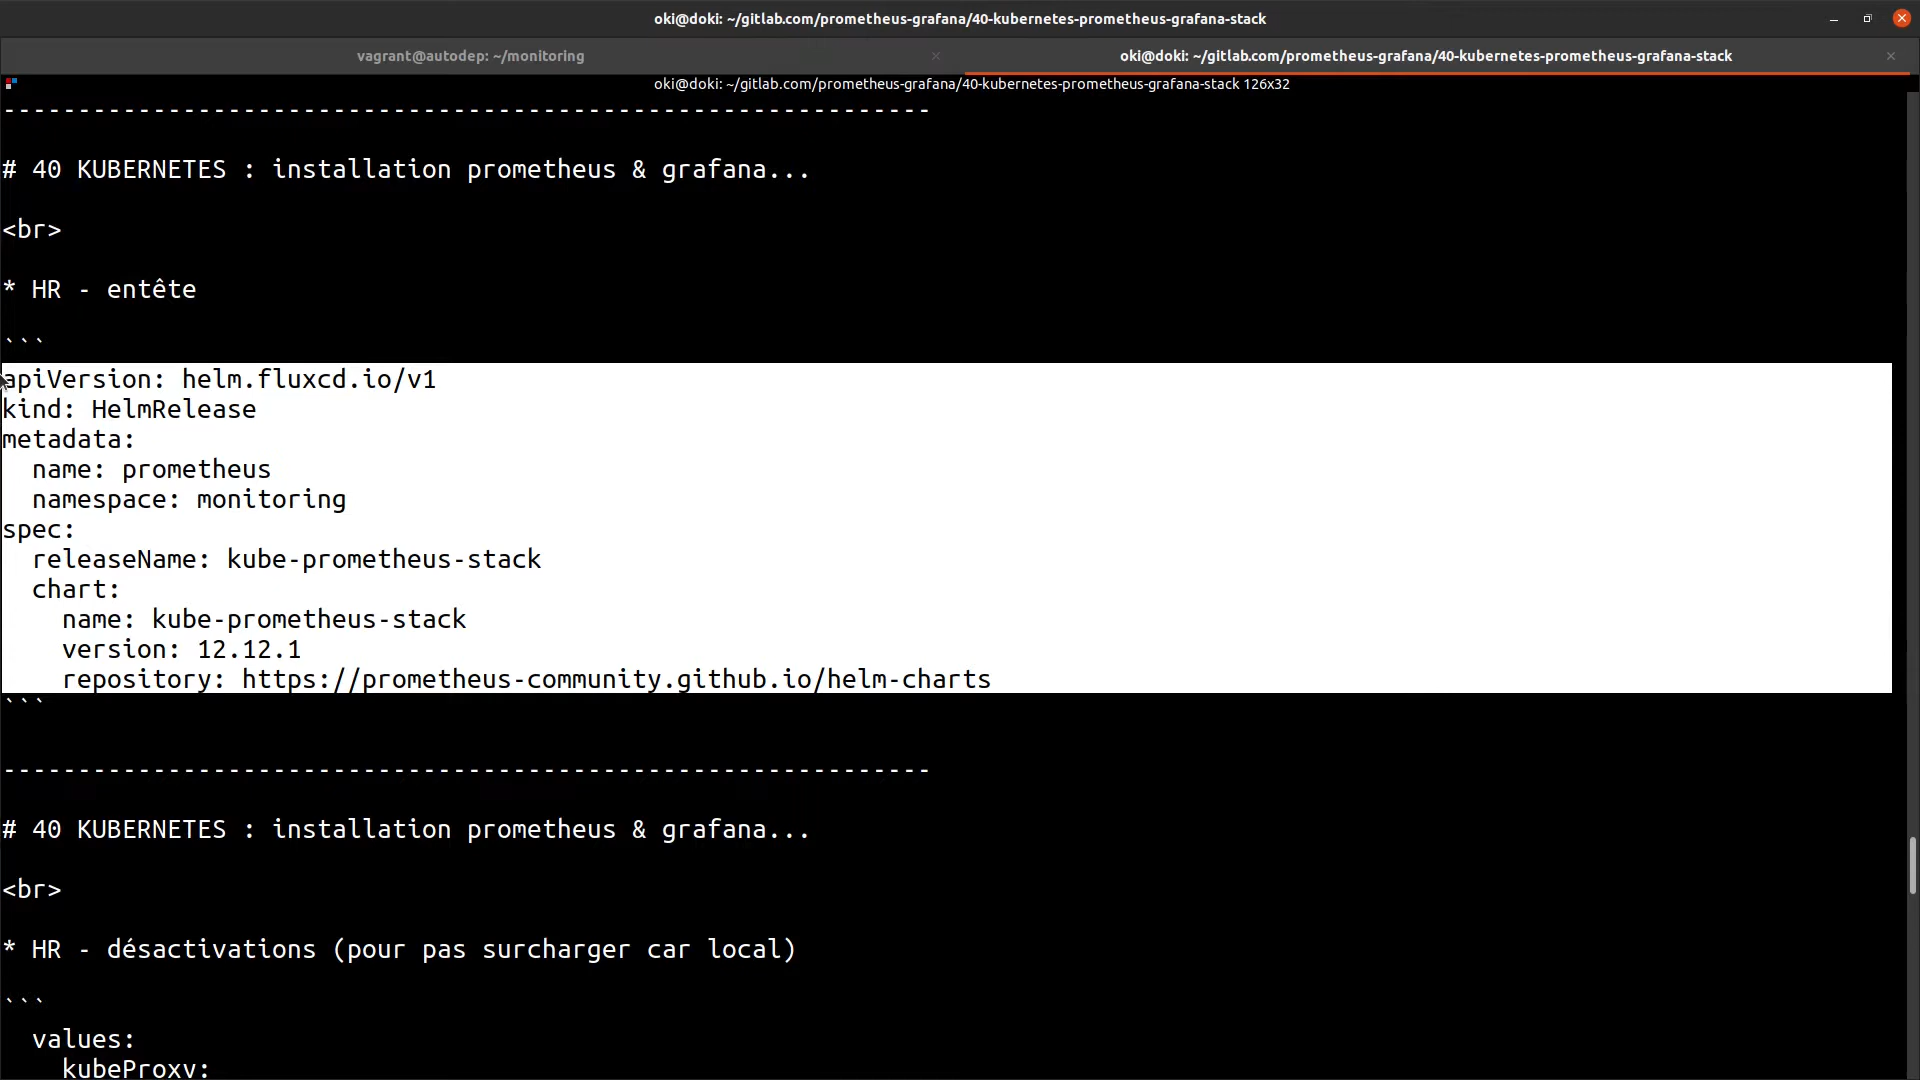 oki@doki: ~/gitlab.com/prometheus-grafana/40-kubernetes-prometheus-grafana-stack
vagrant@autodep: ~/monitoring
oki@doki: ~/gitlab.com/prometheus-grafana/40-kubernetes-prometheus-grafana-stack
oki@doki: ~/gitlab.com/prometheus-grafana/40-kubernetes-prometheus-grafana-stack 126x32
--------------------------------------------------------------
# 40 KUBERNETES : installation prometheus & grafana...
<br>
* HR - entête
```
apiVersion: helm.fluxcd.io/v1
kind: HelmRelease
metadata:
  name: prometheus
  namespace: monitoring
spec:
  releaseName: kube-prometheus-stack
  chart:
    name: kube-prometheus-stack
    version: 12.12.1
    repository: https://prometheus-community.github.io/helm-charts
```
--------------------------------------------------------------
# 40 KUBERNETES : installation prometheus & grafana...
<br>
* HR - désactivations (pour pas surcharger car local)
```
  values:
    kubeProxy: